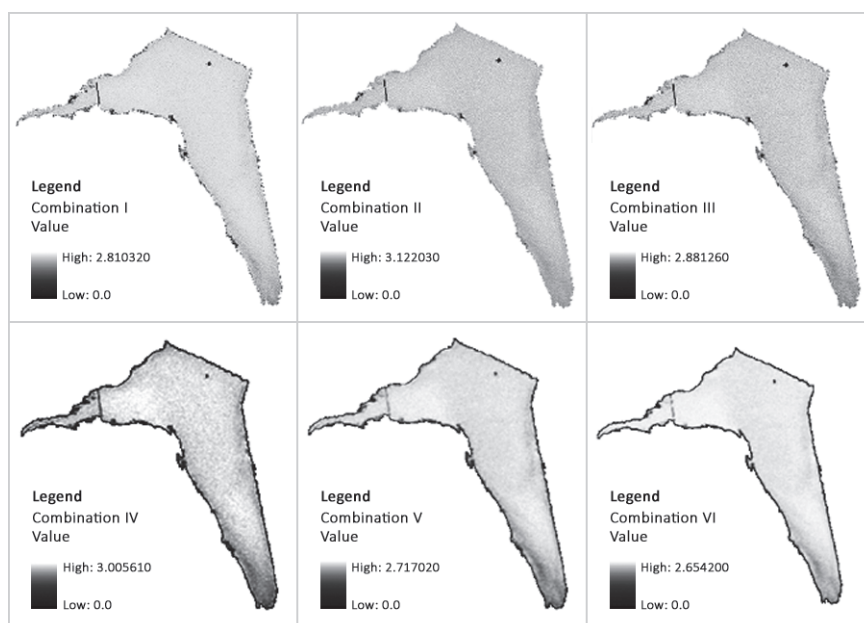 Legend
Combination I
Value
High: 2.810320
Low: 0.0
Legend
Combination II
Value
High: 3.122030
Low: 0.0
Legend
Combination III
Value
High: 2.881260
Low: 0.0
Legend
Combination IV
Value
High: 3.005610
Low: 0.0
Legend
Combination V
Value
High: 2.717020
Low: 0.0
Legend
Combination VI
Value
High: 2.654200
Low: 0.0